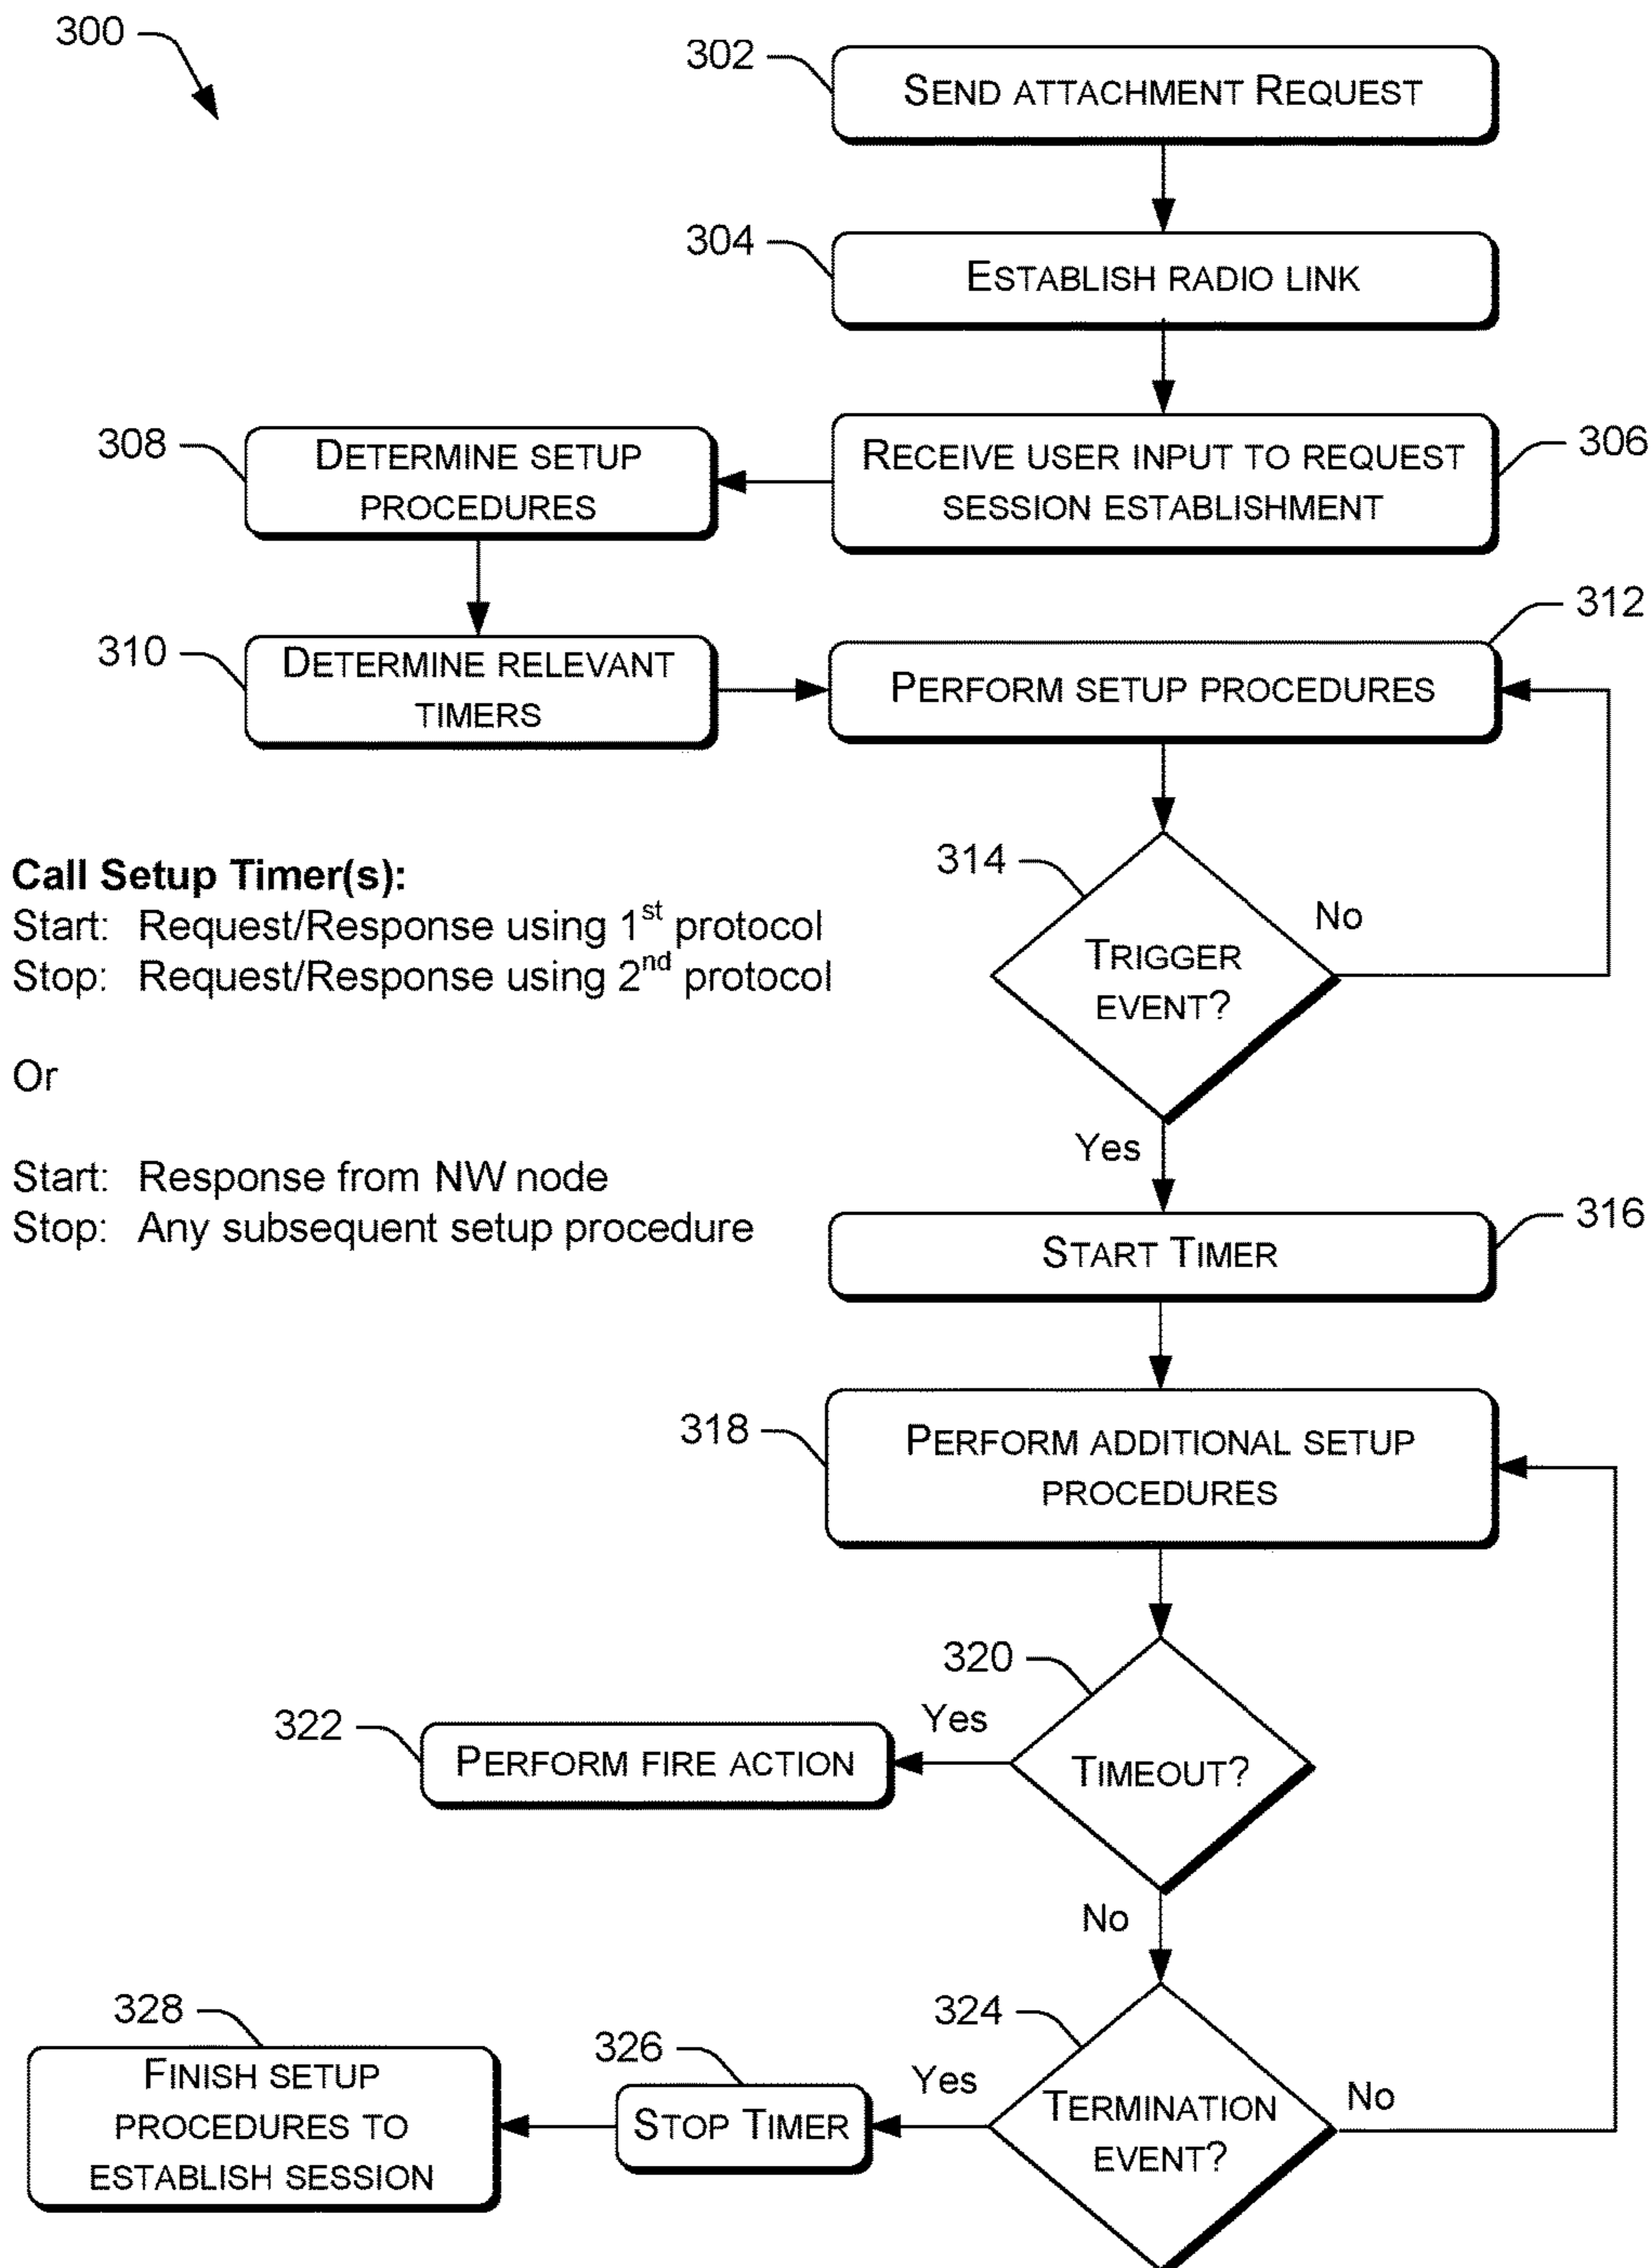 300
302
SEND ATTACHMENT REQUEST
304
ESTABLISH RADIO LINK
306
RECEIVE USER INPUT TO REQUEST
SESSION ESTABLISHMENT
308
DETERMINE SETUP
PROCEDURES
310
DETERMINE RELEVANT
TIMERS
312
PERFORM SETUP PROCEDURES
314
TRIGGER
EVENT?
No
Yes
Call Setup Timer(s):
Start: Request/Response using 1st protocol
Stop: Request/Response using 2nd protocol
Or
Start: Response from NW node
Stop: Any subsequent setup procedure
316
START TIMER
318
PERFORM ADDITIONAL SETUP
PROCEDURES
320
TIMEOUT?
Yes
322
PERFORM FIRE ACTION
No
324
TERMINATION
EVENT?
No
Yes
326
STOP TIMER
328
FINISH SETUP
PROCEDURES TO
ESTABLISH SESSION